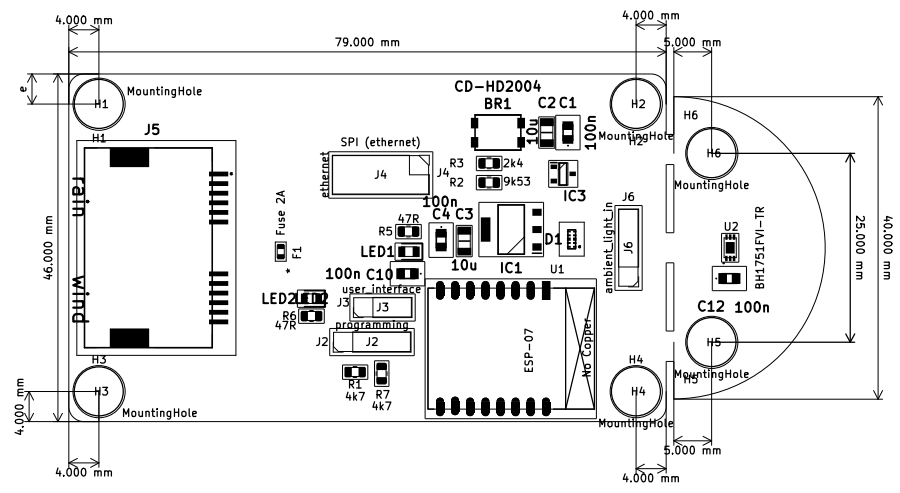 4.000 mm
4.000 mm
79.000 mm
5.000 mm
e
MountingHole
H1
H1
CD-HD2004
BR1
C2 C1
10u
100n
H2
MountingHole
H2
H6
H6
MountingHole
J5
SPI (ethernet)
ethernet
J4
J4
R3
2k4
R2
9k53
IC3
rain
wind
Fuse 2A
F1
*
100n
C4 C3
47R
R5
LED1
10u
IC1
D1
U1
J6
J6
ambient_light_in
U2
BH1751FVI-TR
C12 100n
25.000 mm
40.000 mm
46.000 mm
100n C10
user_interface
LED2
J3
J3
R6
47R
programming
J2
J2
ESP-07
No Copper
R1
4k7
R7
4k7
H3
H3
MountingHole
H4
H4
MountingHole
H5
MountingHole
H5
4.000 mm
4.000 mm
5.000 mm
4.000 mm